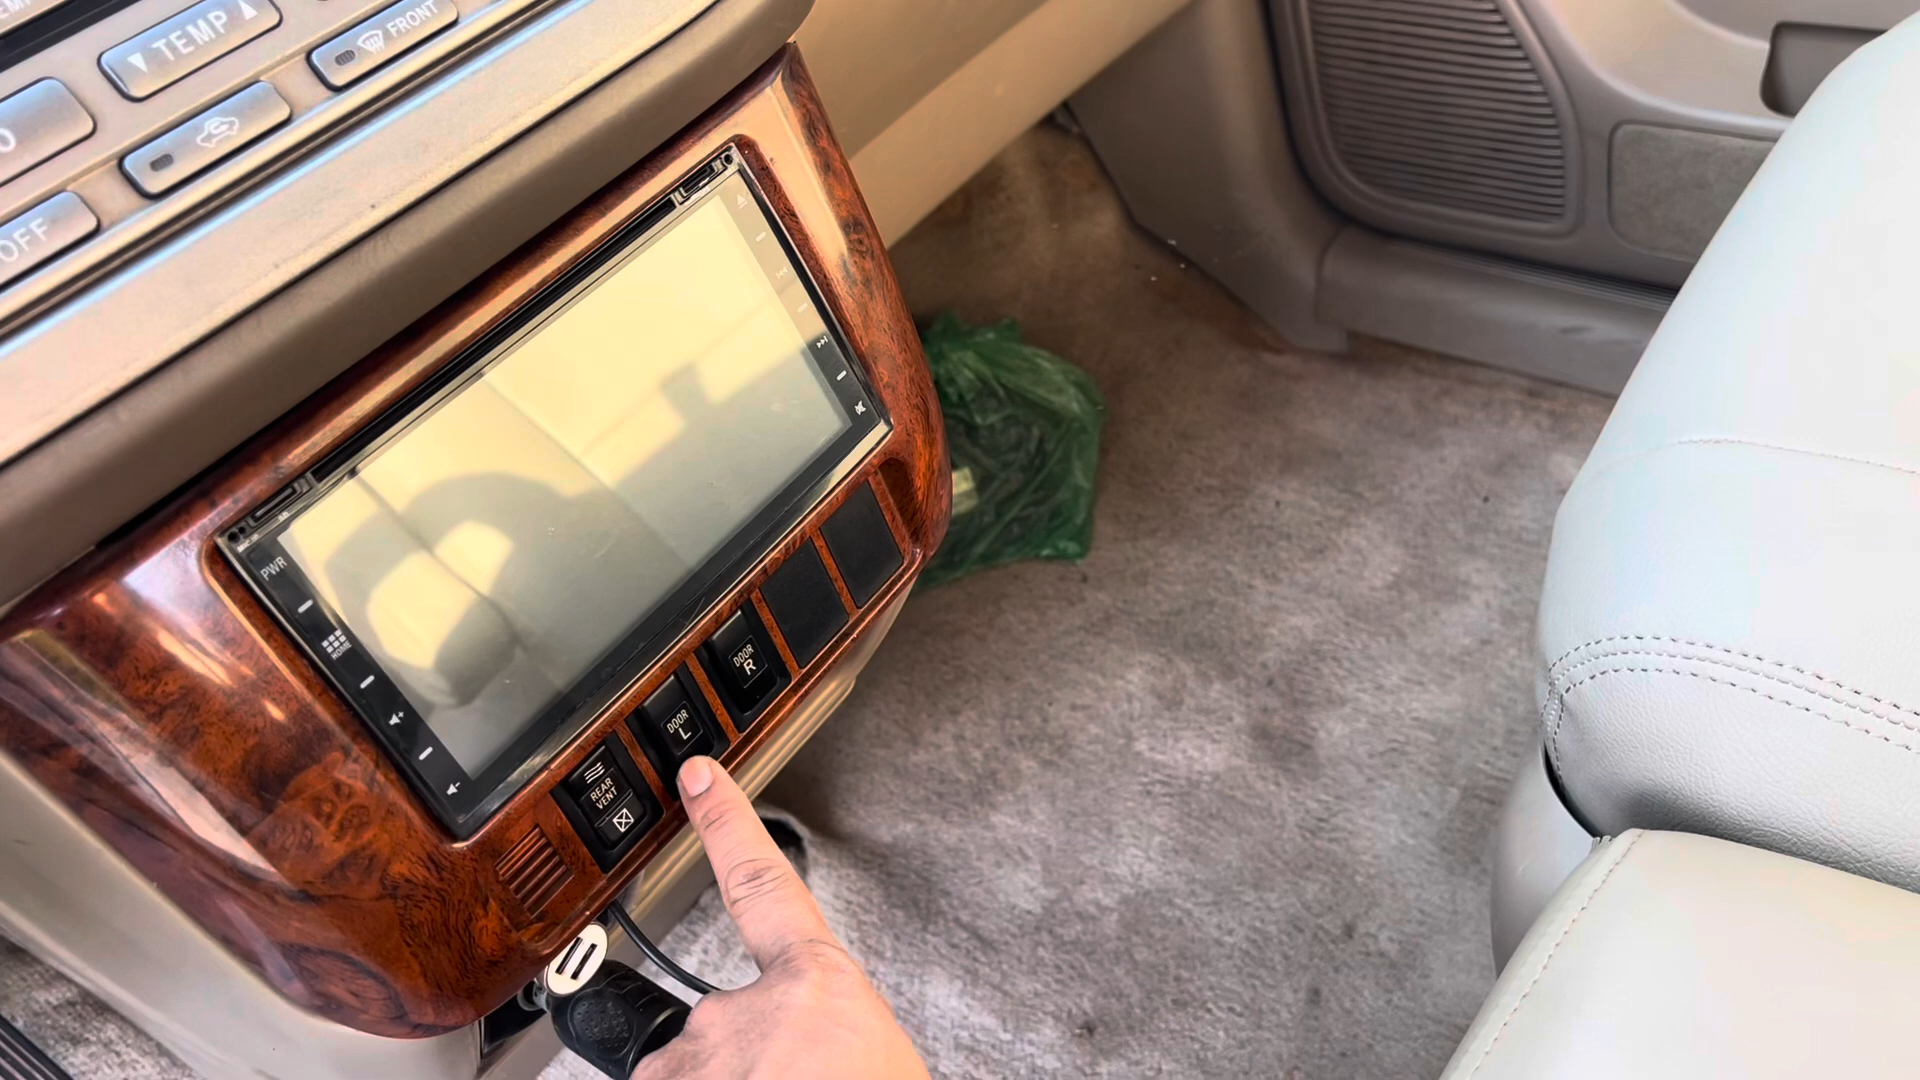 TEMP
FRONT
OFF
PWR
HOME
DOOR
R
DOOR
L
REAR
VENT